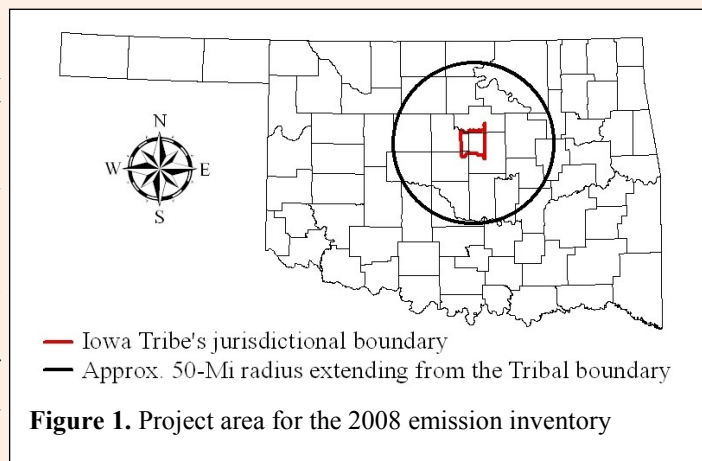 N
W E
S
Iowa Tribe's jurisdictional boundary
Approx. 50-Mi radius extending from the Tribal boundary
Figure 1. Project area for the 2008 emission inventory